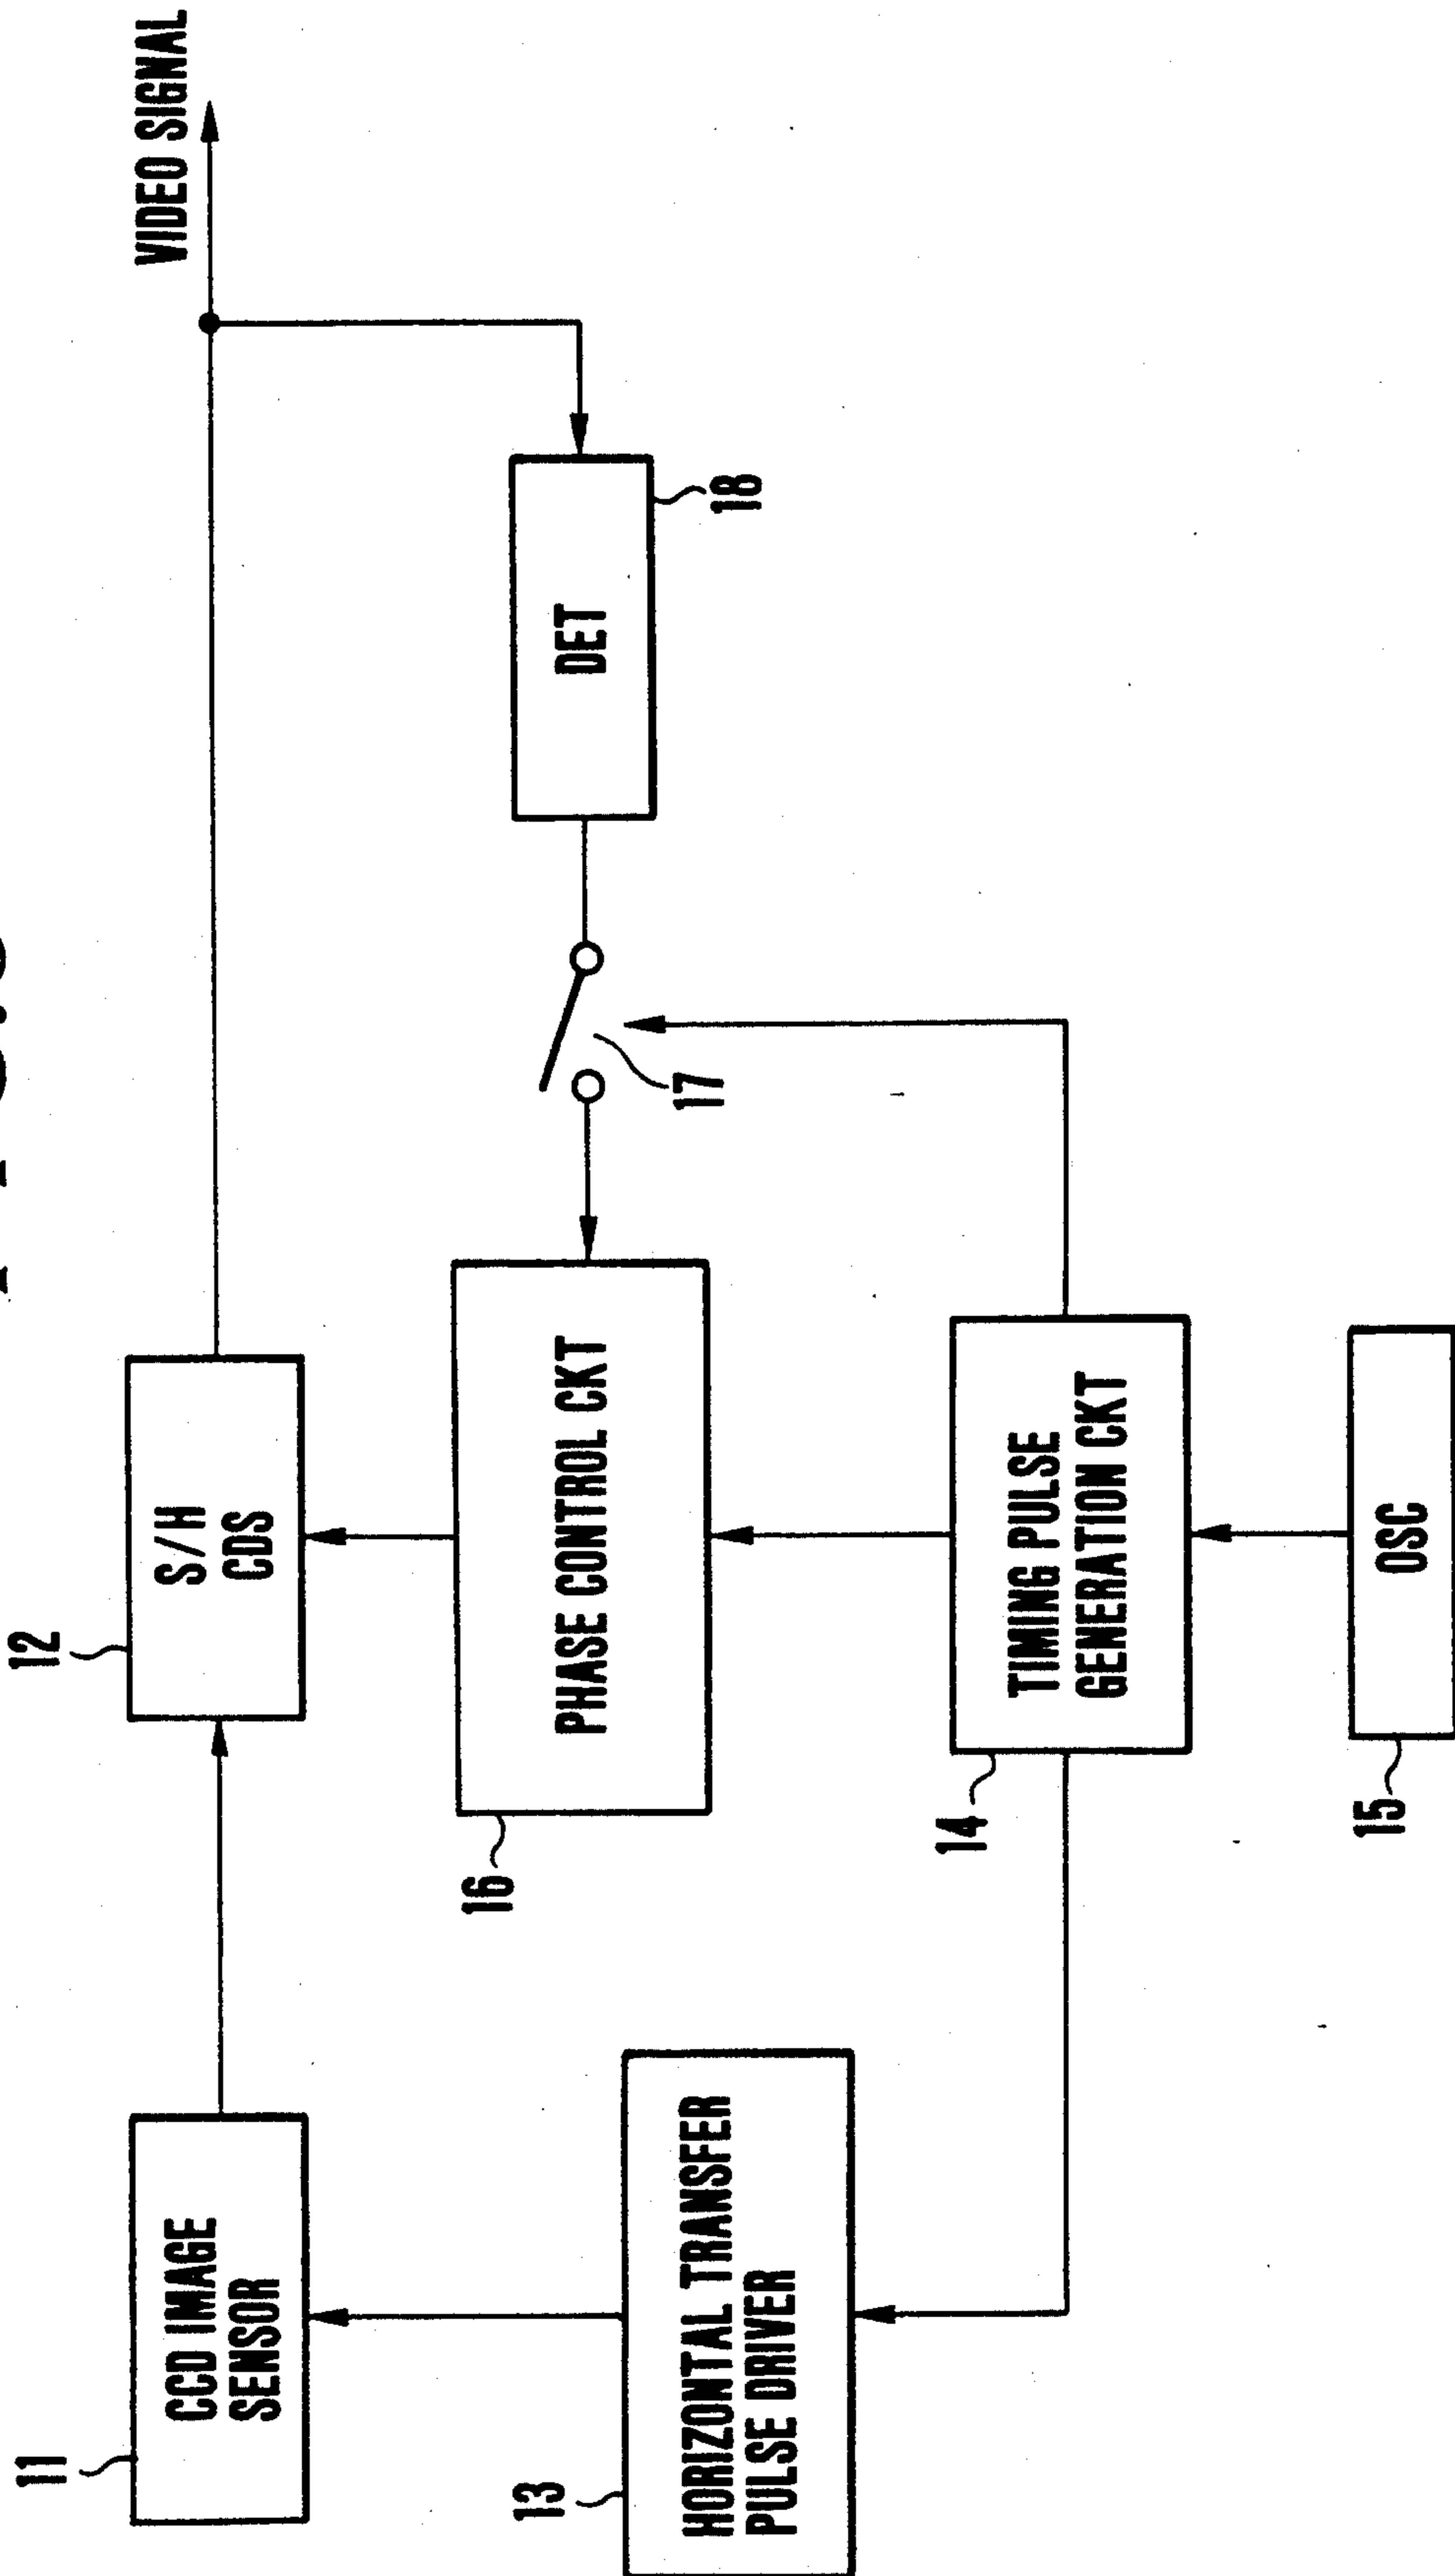 11
CCD IMAGE
SENSOR
12
S/H
CDS
VIDEO SIGNAL
13
HORIZONTAL TRANSFER
PULSE DRIVER
16
PHASE CONTROL CKT
17
DET
18
14
TIMING PULSE
GENERATION CKT
15
OSC